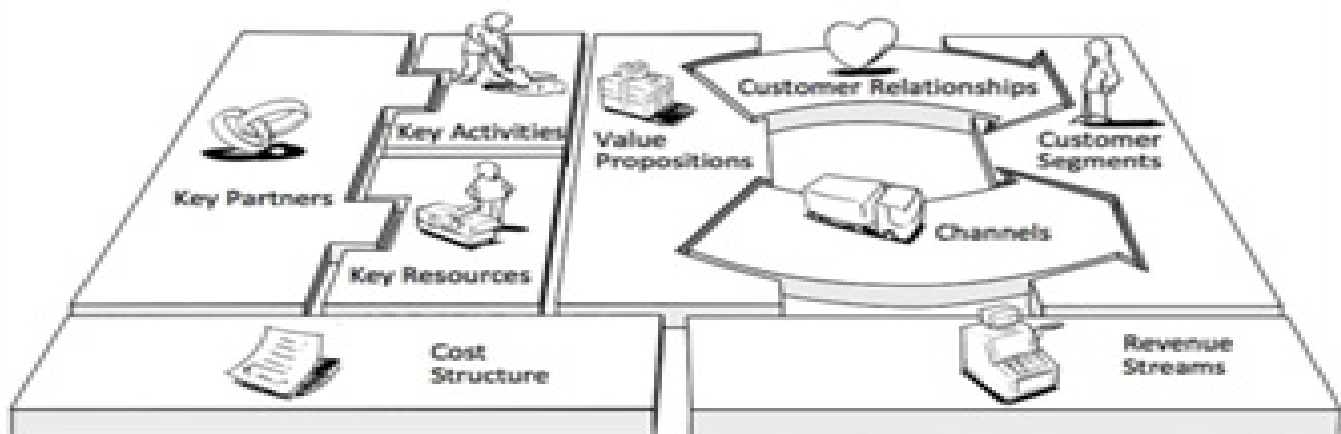 Key Partners
Key Activities
Key Resources
Value
Propositions
Customer Relationships
Channels
Customer
Segments
Cost
Structure
Revenue
Streams